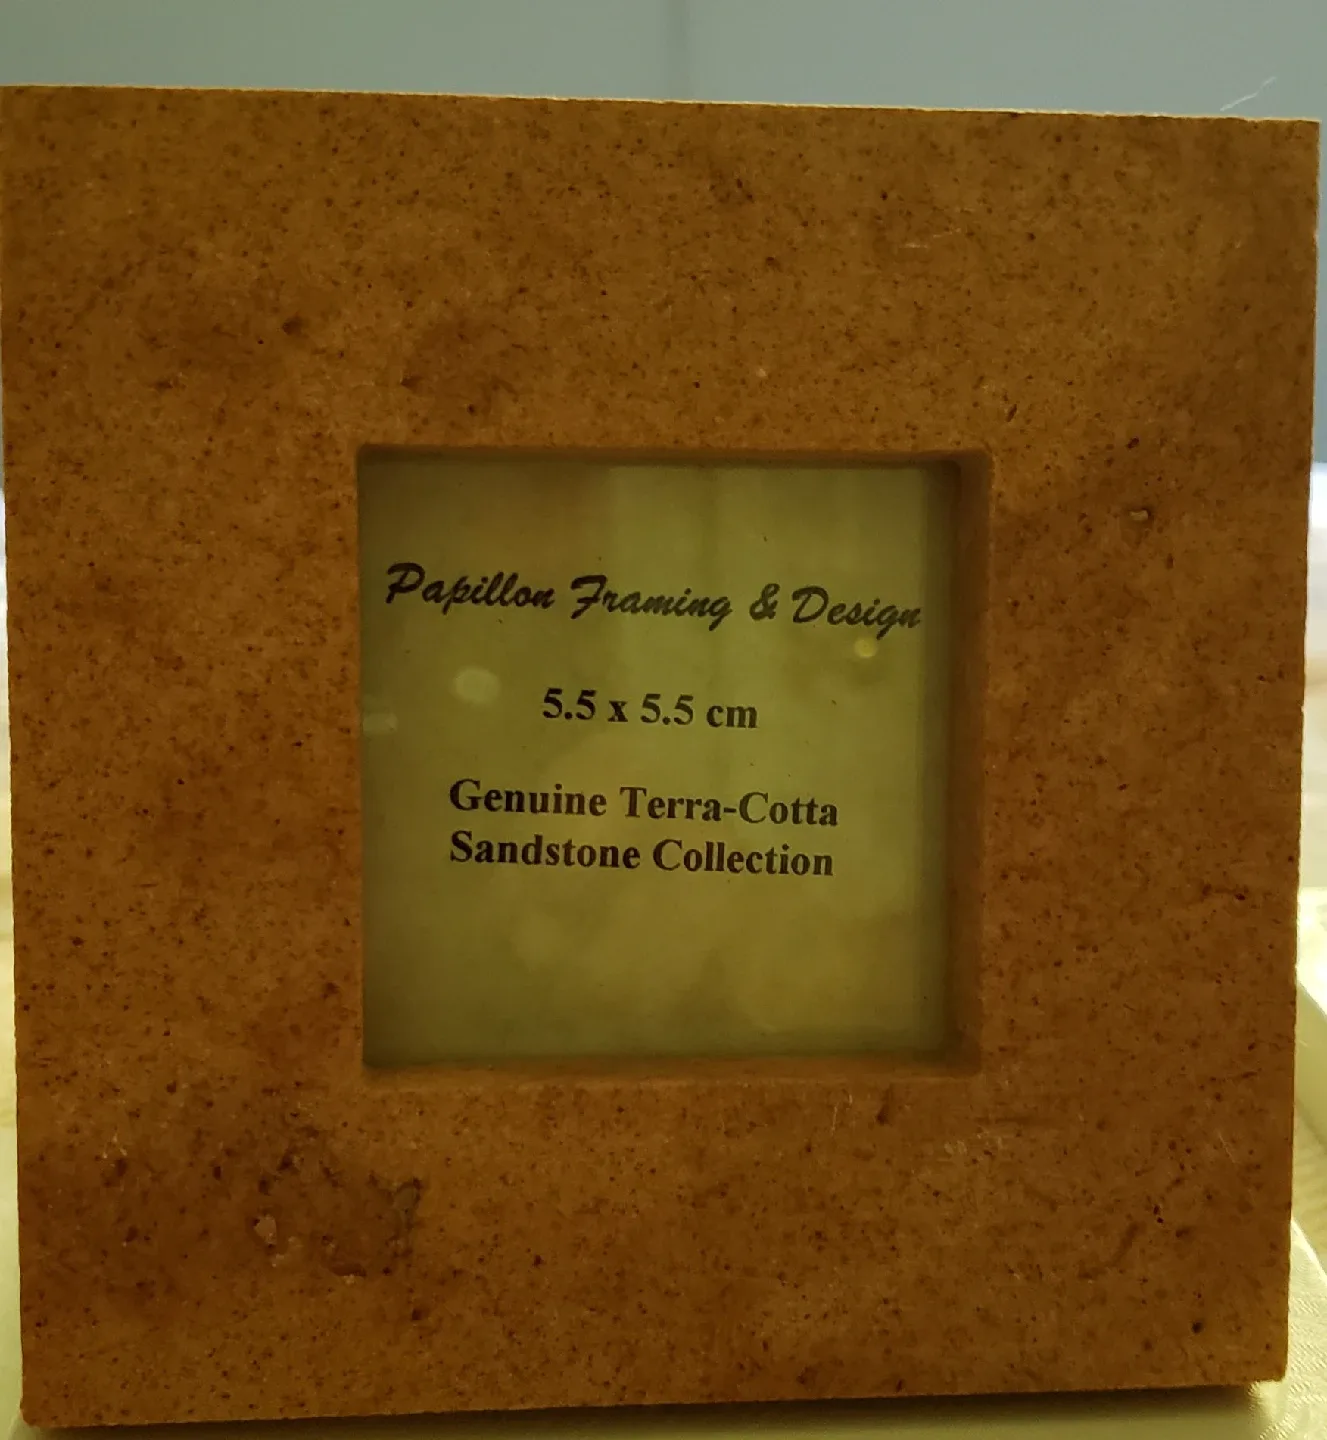 Papillon Framing & Design
5.5 x 5.5 cm
Genuine Terra-Cotta
Sandstone Collection